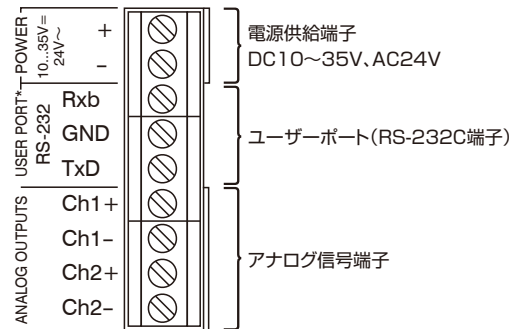 POWER
10...35V=
24V~
+
–
電源供給端子
DC10～35V、AC24V
USER PORT*
RS-232
Rxb
GND
TxD
ユーザーポート(RS-232C端子)
ANALOG OUTPUTS
Ch1+
Ch1–
Ch2+
Ch2–
アナログ信号端子